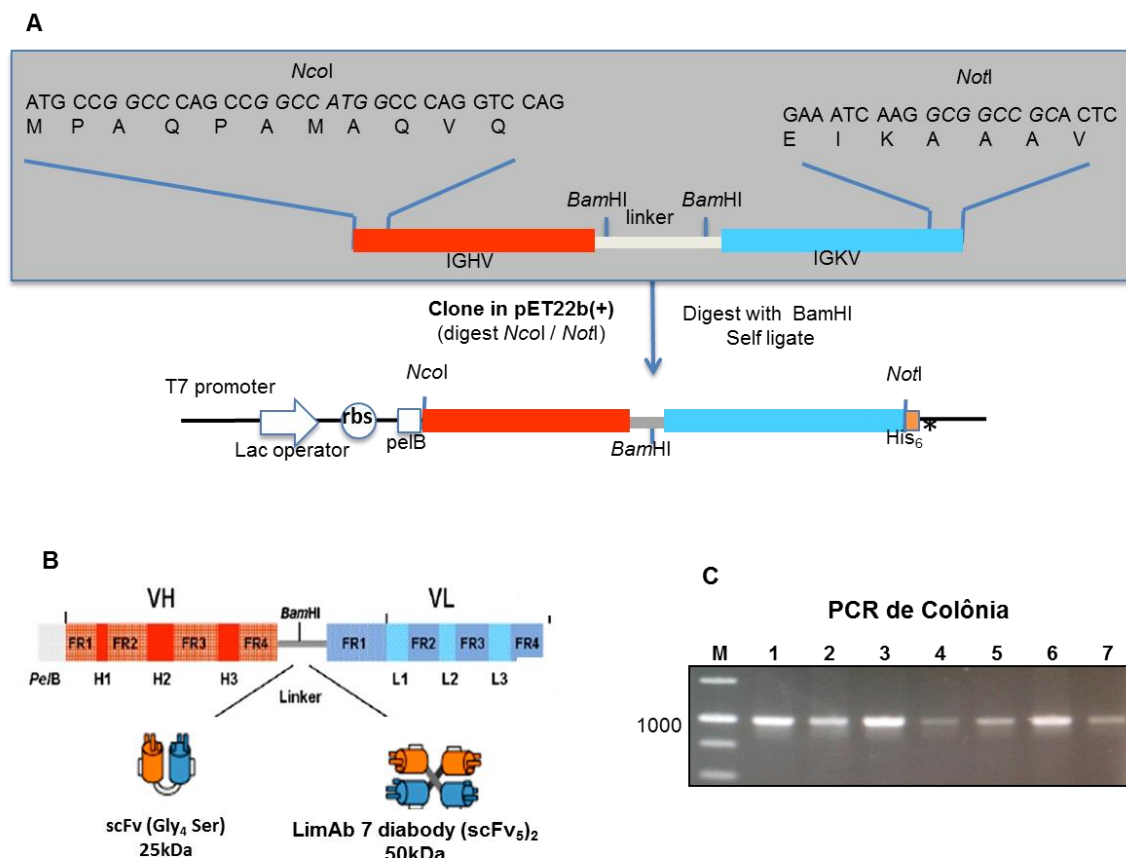 A
NcoI
ATG CCG GCC CAG CCG GCC ATG GCC CAG GTC CAG
M P A Q P A M A Q V Q
NotI
GAA ATC AAG GCG GCC GCA CTC
E I K A A A V
BamHI
linker
BamHI
IGHV
IGKV
Clone in pET22b(+)
(digest NcoI / NotI)
Digest with BamHI
Self ligate
T7 promoter
NcoI
NotI
rbs
pelB
Lac operator
BamHI
His6
*
B
VH
BamHI
VL
FR1 FR2 FR3 FR4
FR1 FR2 FR3 FR4
PelB
H1 H2 H3
Linker
L1 L2 L3
scFv (Gly4 Ser)
25kDa
LimAb 7 diabody (scFv5)2
50kDa
C
PCR de Colônia
M 1 2 3 4 5 6 7
1000